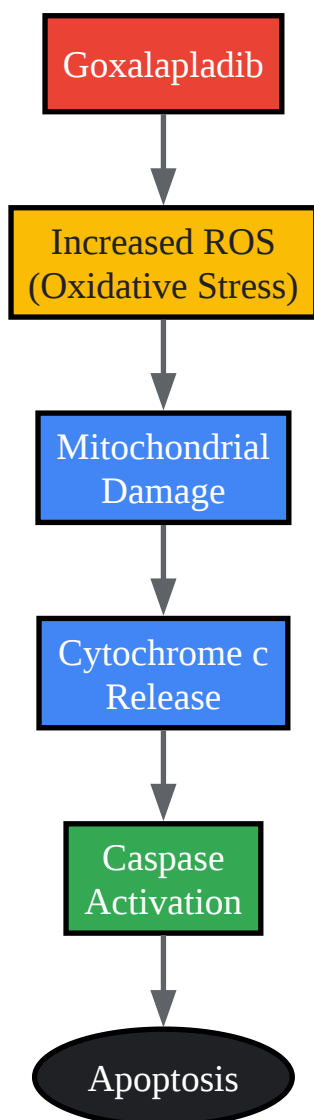 Goxalapladib
Increased ROS
(Oxidative Stress)
Mitochondrial
Damage
Cytochrome c
Release
Caspase
Activation
Apoptosis